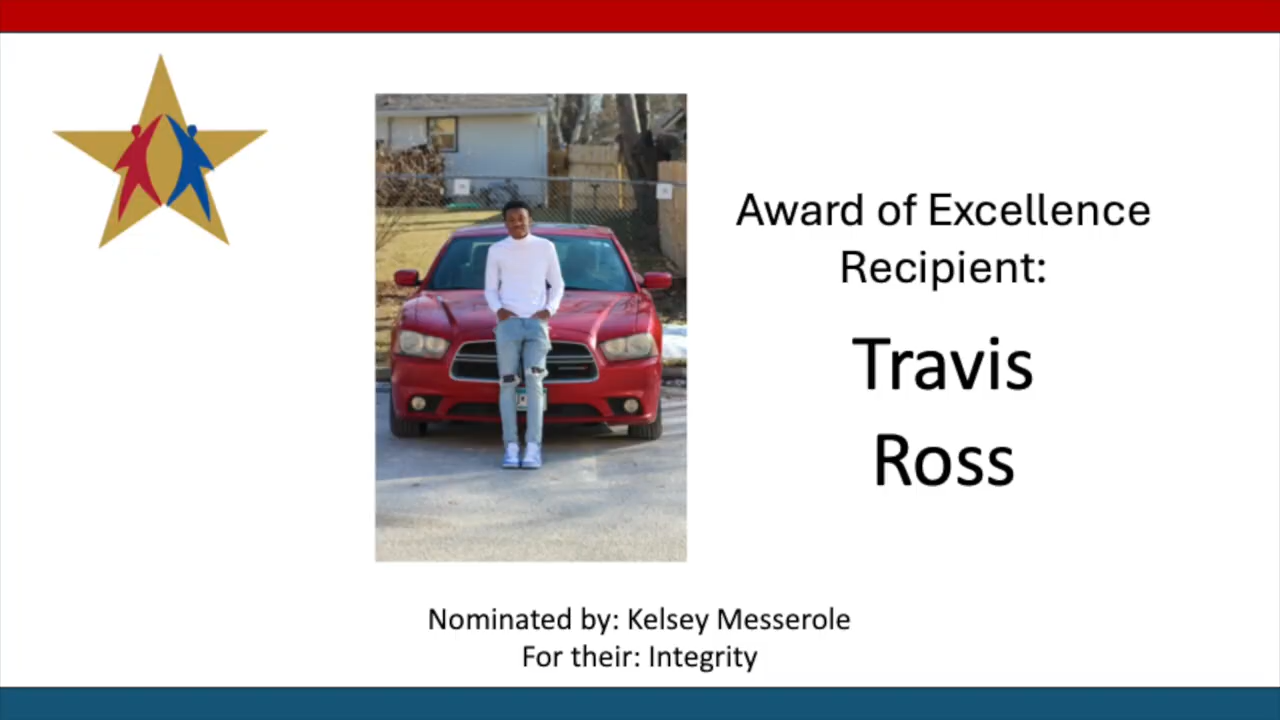 Award of Excellence
Recipient:
Travis
Ross
Nominated by: Kelsey Messerole
For their: Integrity